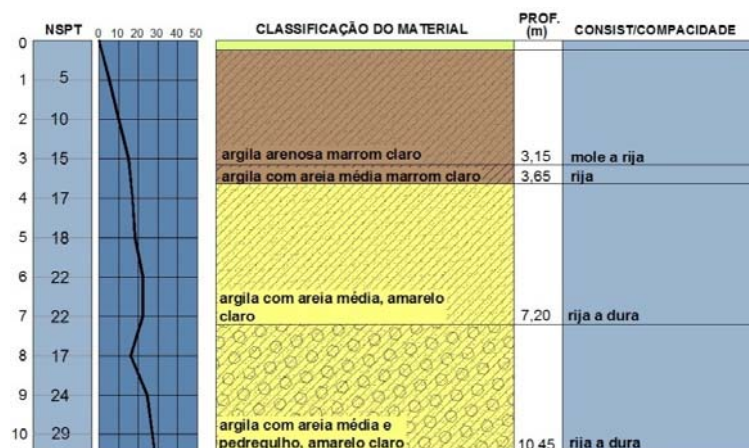 NSPT 0 10 20 30 40 50 CLASSIFICAÇÃO DO MATERIAL PROF. (m) CONSIST/COMPACIDADE
0
1 5
2 10
argila arenosa marrom claro 3,15 mole a rija
3 15
argila com areia média marrom claro 3,65 rija
4 17
5 18
6 22
argila com areia média, amarelo
claro 7,20 rija a dura
7 22
8 17
9 24
argila com areia média e
10 29
pedregulho, amarelo claro 10,45 rija a dura